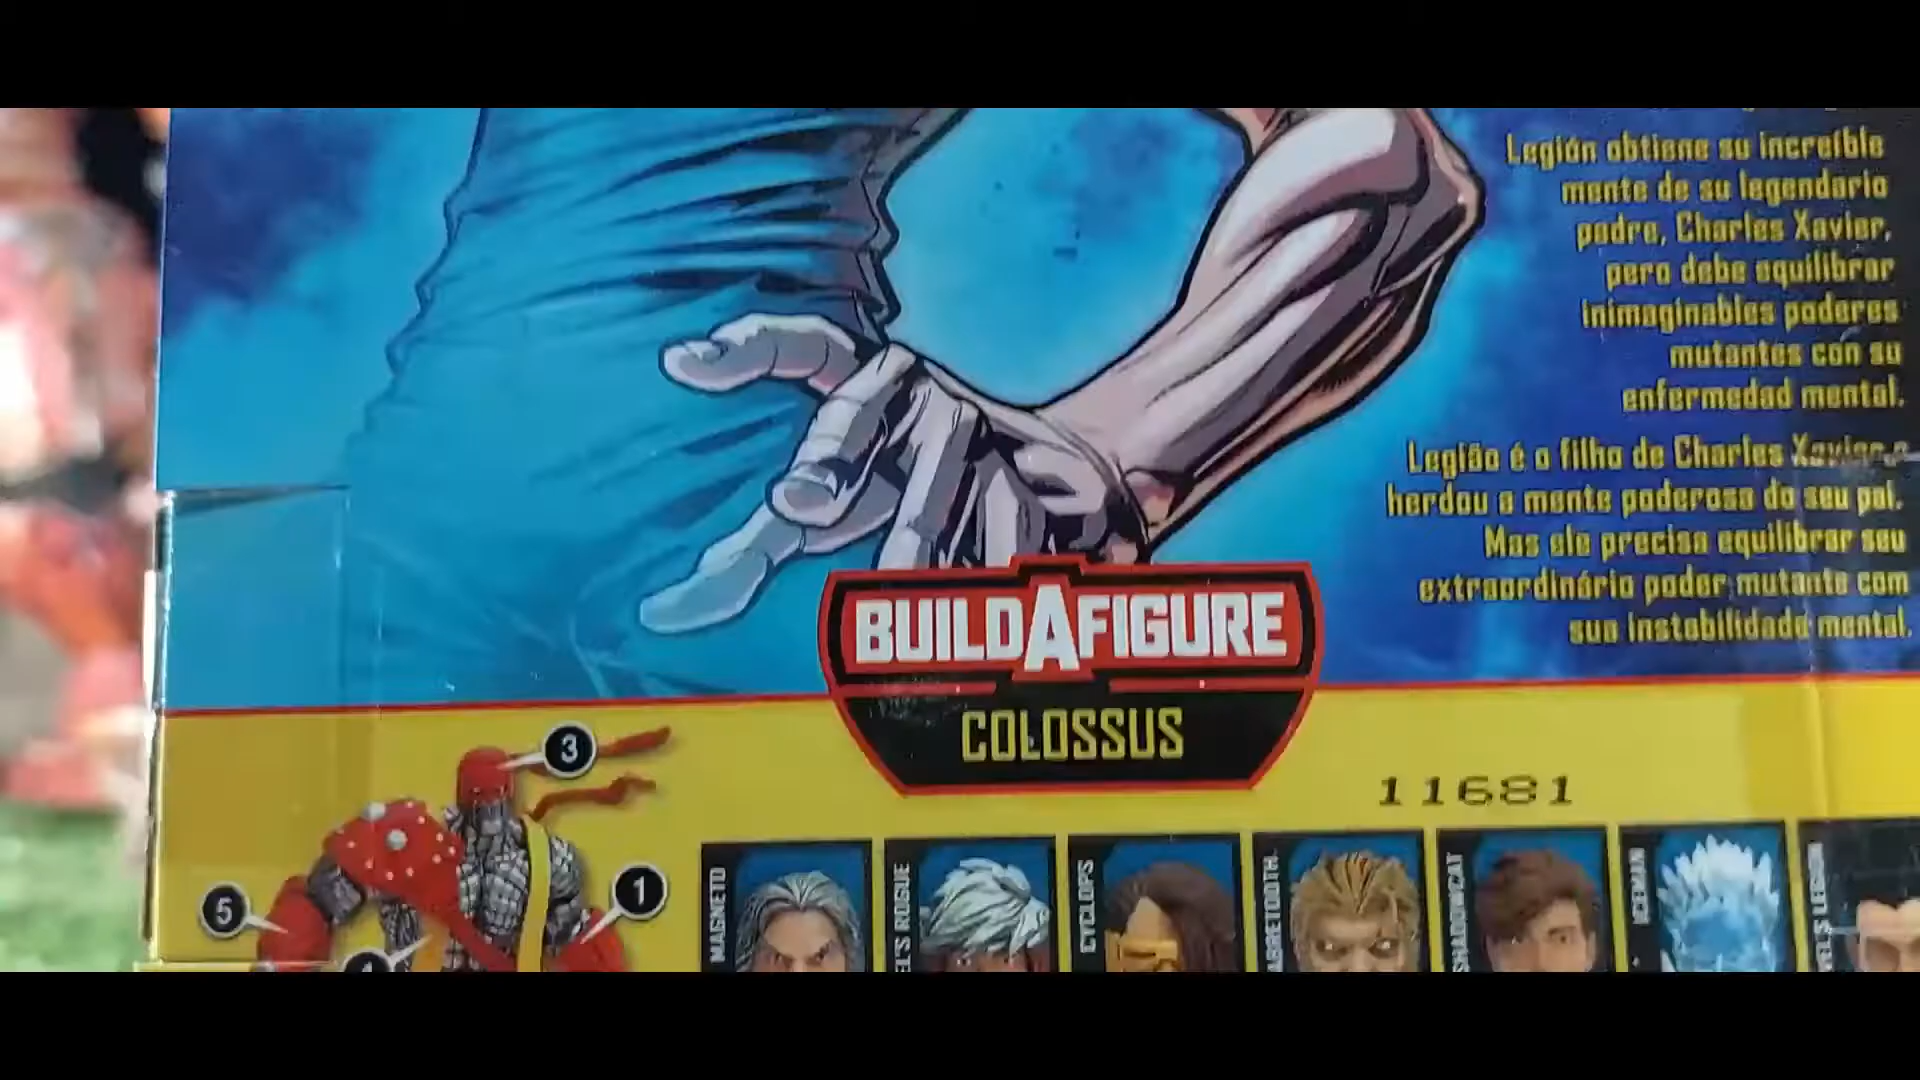 Legión obtiene su increíble
mente de su legendario
padre, Charles Xavier,
pero debe equilibrar
inimaginables poderes
mutantes con su
enfermedad mental.
Legião é o filho de Charles Xavier e
herdou a mente poderosa do seu pai.
Mas ele precisa equilibrar seu
extraordinário poder mutante com
sua instabilidade mental.
BUILDAFIGURE
COLOSSUS
11681
3
1
5
MAGNETO
ROGUE
CYCLOPS
SHADOWCAT
ICEMAN